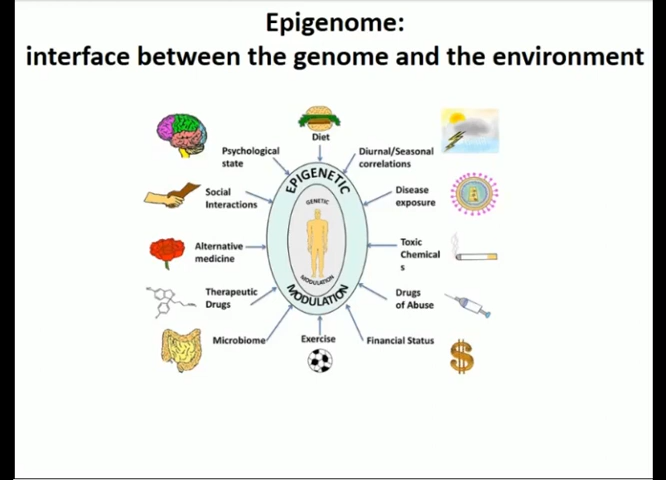 Epigenome:
interface between the genome and the environment
Diet
Psychological
state
Diurnal/Seasonal
correlations
EPIGENETIC
Social
Interactions
GENETIC
Disease
exposure
Alternative
medicine
Toxic
Chemical
s
MODULATION
Therapeutic
Drugs
MODULATION
Drugs
of Abuse
Microbiome
Exercise
Financial Status
$